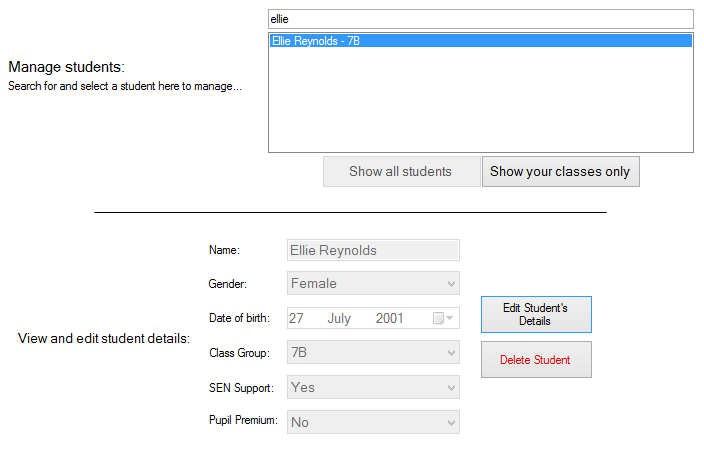 ellie
Ellie Reynolds - 7B
Manage students:
Search for and select a student here to manage...
Show all students
Show your classes only
Name:
Ellie Reynolds
Gender:
Female
Date of birth:
27 July 2001
View and edit student details:
Class Group:
7B
SEN Support:
Yes
Pupil Premium:
No
Edit Student's
Details
Delete Student